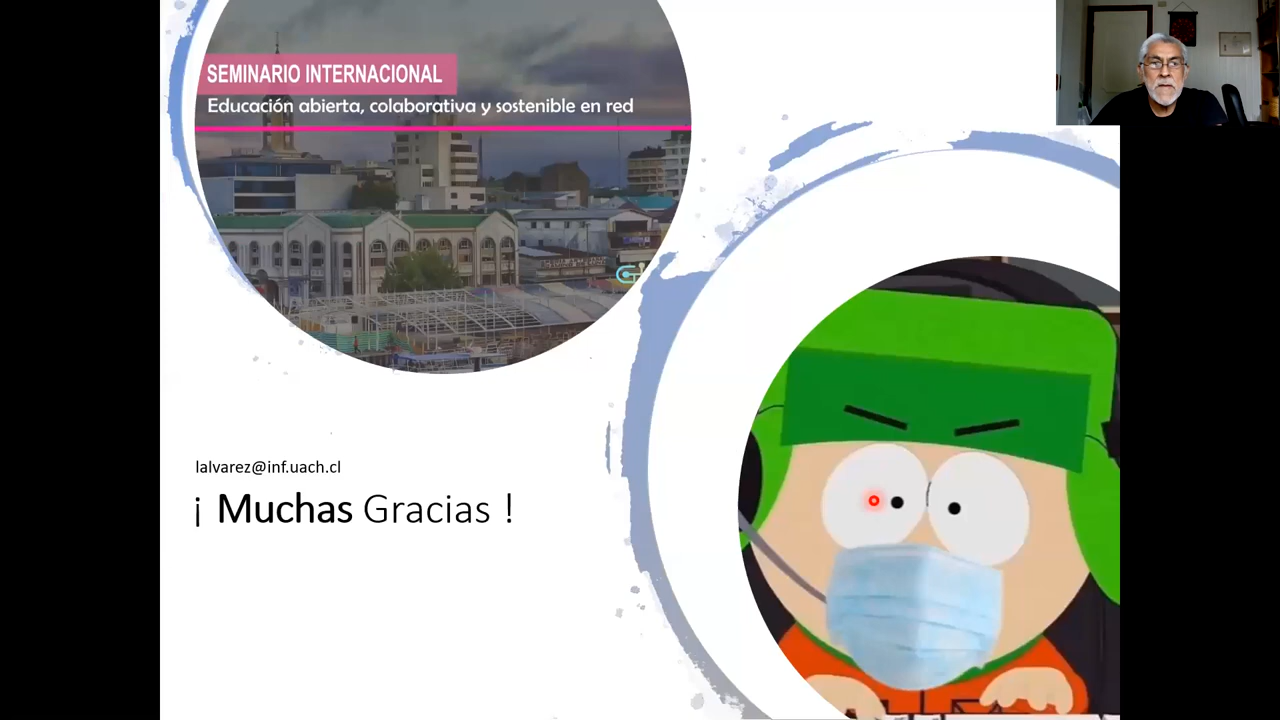 SEMINARIO INTERNACIONAL
Educación abierta, colaborativa y sostenible en red
lalvarez@inf.uach.cl
¡ Muchas Gracias !